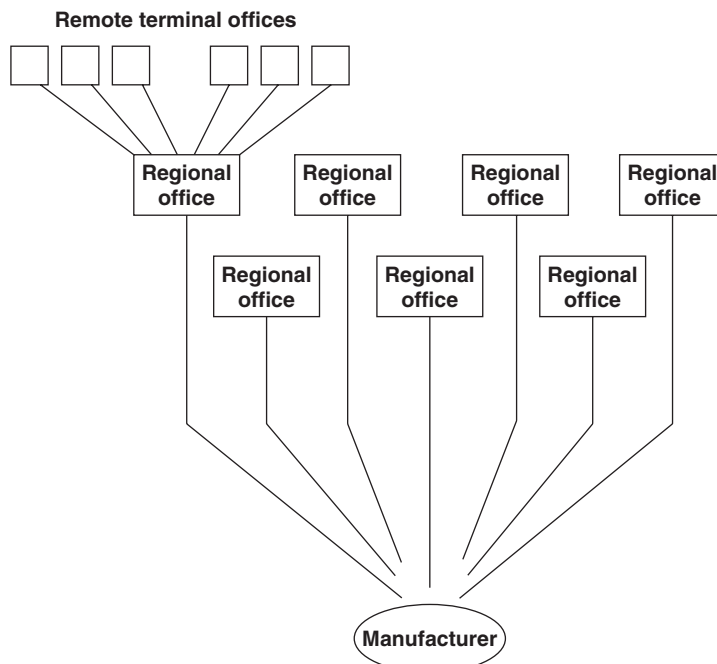 Remote terminal offices
Regional
office
Regional
office
Regional
office
Regional
office
Regional
office
Regional
office
Regional
office
Manufacturer